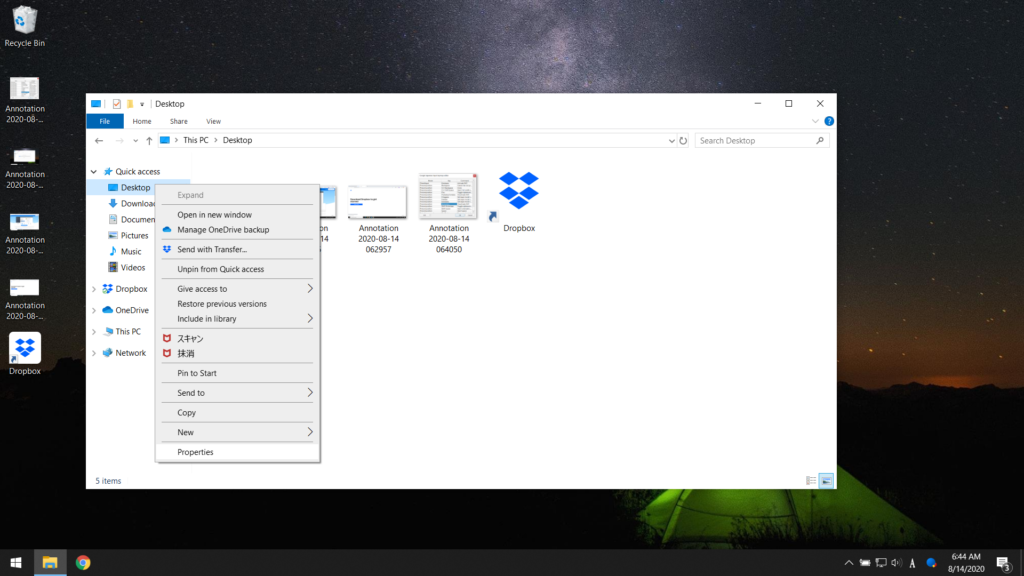 Recycle Bin
Annotation
2020-08-...
Annotation
2020-08-...
Annotation
2020-08-...
Annotation
2020-08-...
Dropbox
Desktop
File
Home
Share
View
This PC
Desktop
Search Desktop
Quick access
Desktop
Downloa
Documen
Pictures
Music
Videos
Dropbox
OneDrive
This PC
Network
Expand
Open in new window
Manage OneDrive backup
Send with Transfer...
Unpin from Quick access
Give access to
Restore previous versions
Include in library
スキャン
抹消
Pin to Start
Send to
Copy
New
Properties
on
14
Annotation
2020-08-14
062957
Annotation
2020-08-14
064050
Dropbox
5 items
A
6:44 AM
8/14/2020
3